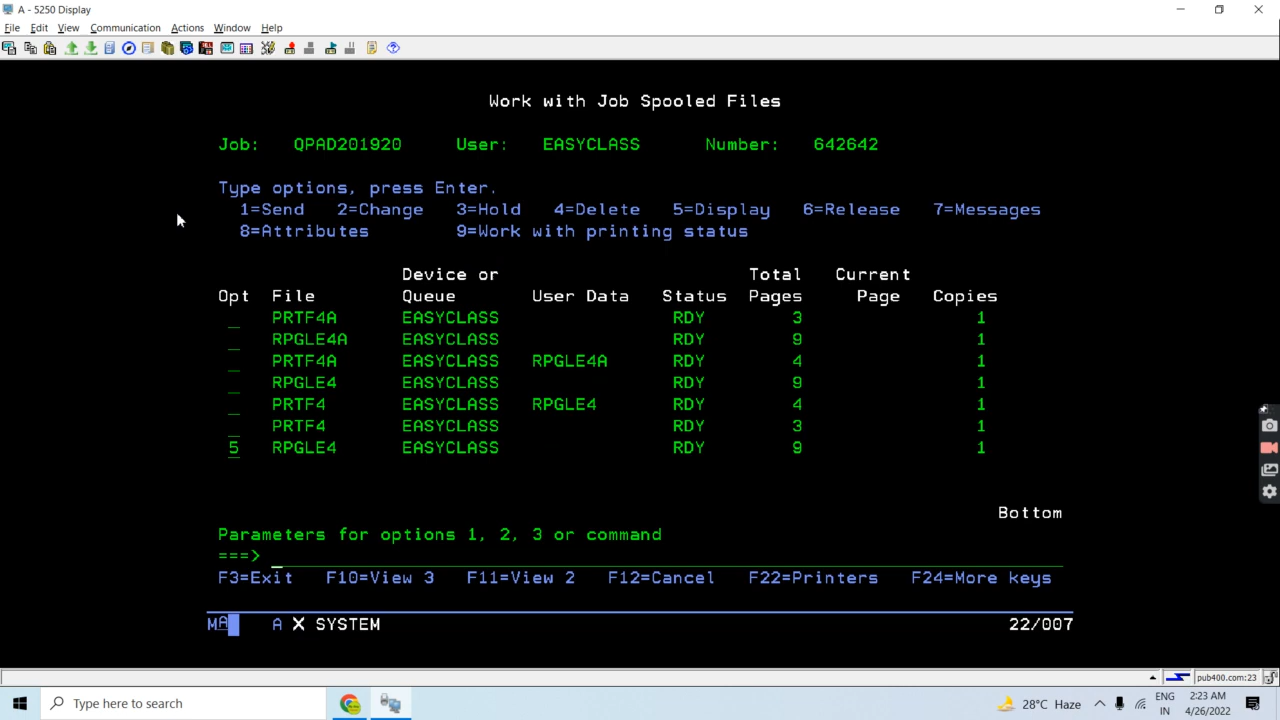 A - 5250 Display
File Edit View Communication Actions Window Help
Work with Job Spooled Files
Job: QPAD201920 User: EASYCLASS Number: 642642
Type options, press Enter.
1=Send 2=Change 3=Hold 4=Delete 5=Display 6=Release 7=Messages
8=Attributes 9=Work with printing status
Device or Total Current
Opt File Queue User Data Status Pages Page Copies
_ PRTF4A EASYCLASS RDY 3 1
_ RPGLE4A EASYCLASS RDY 9 1
_ PRTF4A EASYCLASS RPGLE4A RDY 4 1
_ RPGLE4 EASYCLASS RDY 9 1
_ PRTF4 EASYCLASS RPGLE4 RDY 4 1
_ PRTF4 EASYCLASS RDY 3 1
5 RPGLE4 EASYCLASS RDY 9 1
Bottom
Parameters for options 1, 2, 3 or command
===>
F3=Exit F10=View 3 F11=View 2 F12=Cancel F22=Printers F24=More keys
MA A X SYSTEM 22/007
pub400.com:23
Type here to search 28°C Haze ENG 2:23 AM
IN 4/26/2022